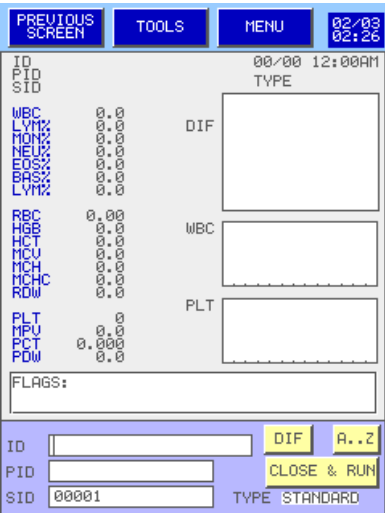 PREVIOUS SCREEN TOOLS MENU 02/03 02:26
ID 00/00 12:00AM
PID TYPE
SID
WBC 0.0
LYM% 0.0 DIF
MON% 0.0
NEU% 0.0
EOS% 0.0
BAS% 0.0
LYM% 0.0
RBC 0.00
HGB 0.0 WBC
HCT 0.0
MCV 0.0
MCH 0.0
MCHC 0.0
RDW 0.0
PLT
PLT 0
MPV 0.0
PCT 0.000
PDW 0.0
FLAGS:
ID DIF A..Z
PID CLOSE & RUN
SID 00001 TYPE STANDARD